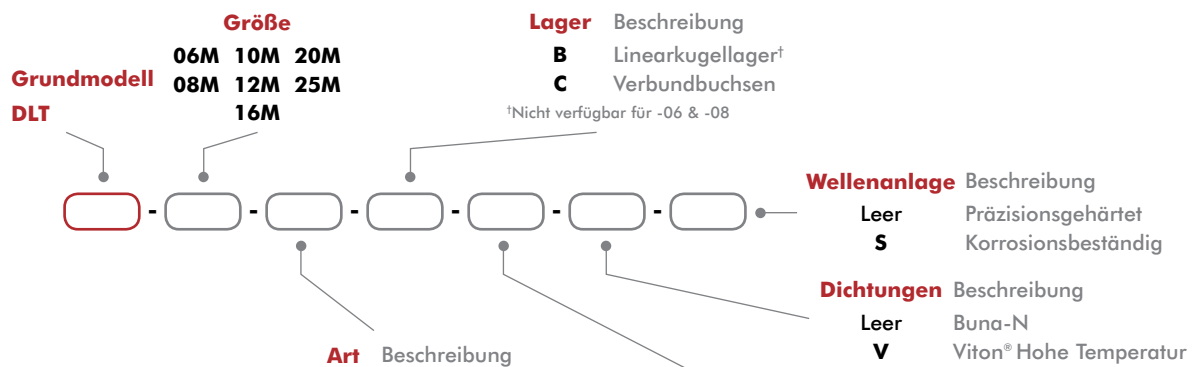 Größe
06M 10M 20M
08M 12M 25M
16M
Grundmodell
DLT
Lager Beschreibung
B Linearkugellager†
C Verbundbuchsen
†Nicht verfügbar für -06 & -08
- - - - - -
Wellenanlage Beschreibung
Leer Präzisionsgehärtet
S Korrosionsbeständig
Dichtungen Beschreibung
Leer Buna-N
V Viton® Hohe Temperatur
Art Beschreibung